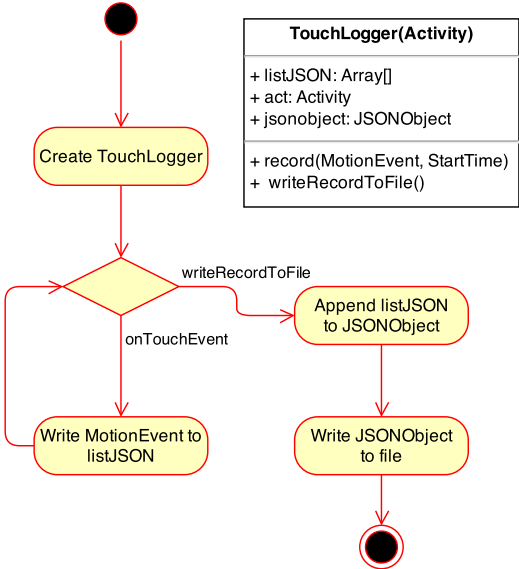 TouchLogger(Activity)
+ listJSON: Array[]
+ act: Activity
+ jsonobject: JSONObject
+ record(MotionEvent, StartTime)
+ writeRecordToFile()
Create TouchLogger
writeRecordToFile
onTouchEvent
Append listJSON
to JSONObject
Write MotionEvent to
listJSON
Write JSONObject
to file